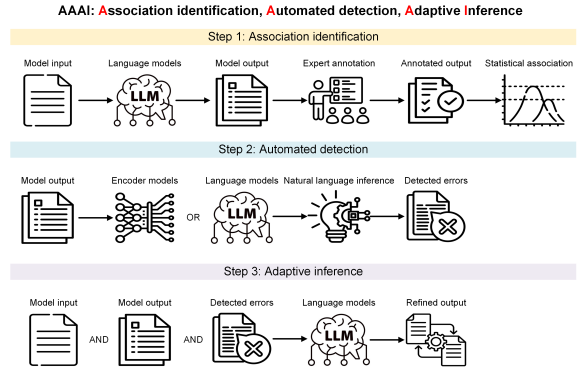 AAAI: Association identification, Automated detection, Adaptive Inference
Step 1: Association identification
Model input Language models Model output Expert annotation Annotated output Statistical association
LLM
Step 2: Automated detection
Model output Encoder models Language models Natural language inference Detected errors
OR LLM
Step 3: Adaptive inference
Model input Model output Detected errors Language models Refined output
AND AND LLM